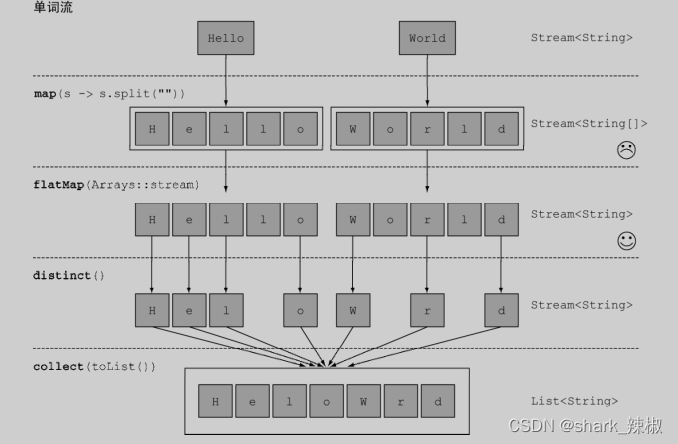 单词流
Hello World Stream<String>
map(s -> s.split(""))
H e l l o W o r l d Stream<String[]>
flatMap(Arrays::stream)
H e l l o W o r l d Stream<String>
distinct()
H e l o W r d Stream<String>
collect(toList())
H e l o W r d List<String>
CSDN @shark_辣椒